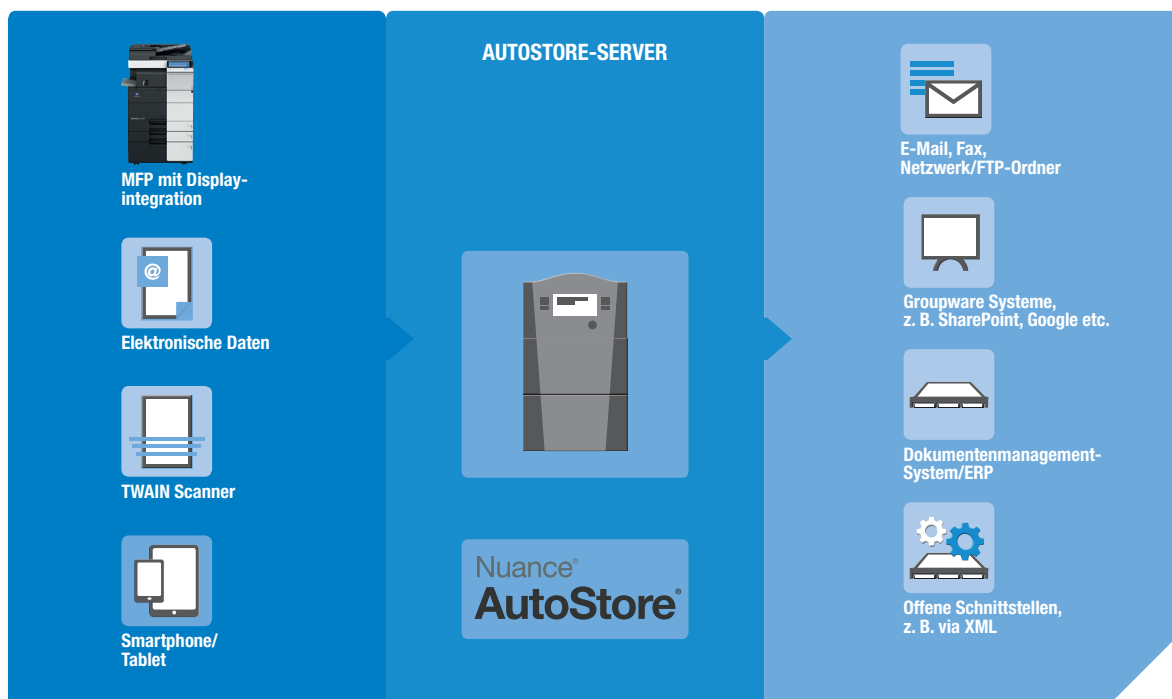 MFP mit Display-
integration
@
Elektronische Daten
TWAIN Scanner
Smartphone/
Tablet
AUTOSTORE-SERVER
Nuance®
AutoStore®
E-Mail, Fax,
Netzwerk/FTP-Ordner
Groupware Systeme,
z. B. SharePoint, Google etc.
Dokumentenmanagement-
System/ERP
Offene Schnittstellen,
z. B. via XML